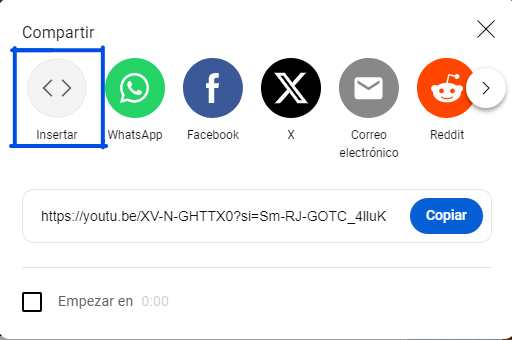 Compartir
Insertar
WhatsApp
Facebook
X
Correo
electrónico
Reddit
https://youtu.be/XV-N-GHTTX0?si=Sm-RJ-GOTC_4lluK
Copiar
Empezar en 0:00